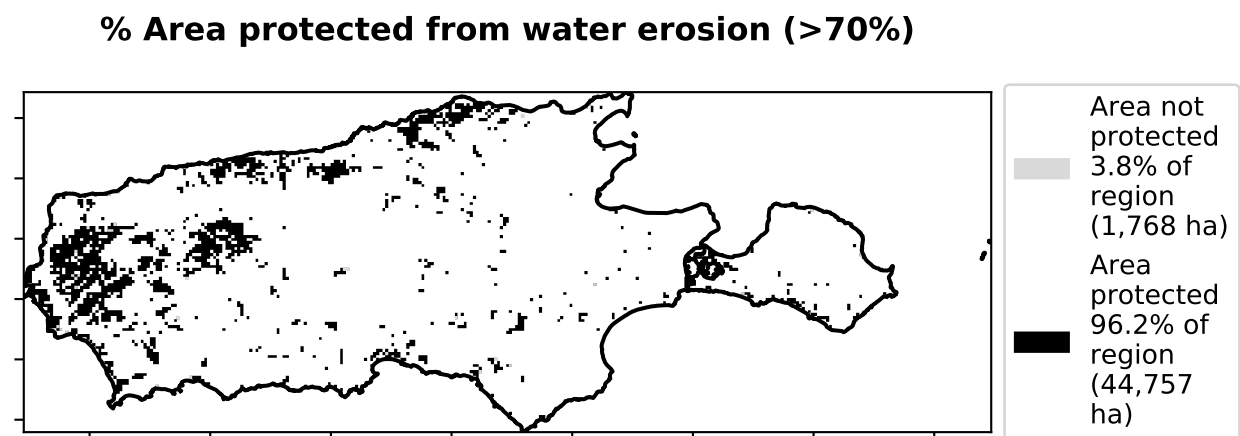 % Area protected from water erosion (>70%)
Area not
protected
3.8% of
region
(1,768 ha)
Area
protected
96.2% of
region
(44,757
ha)